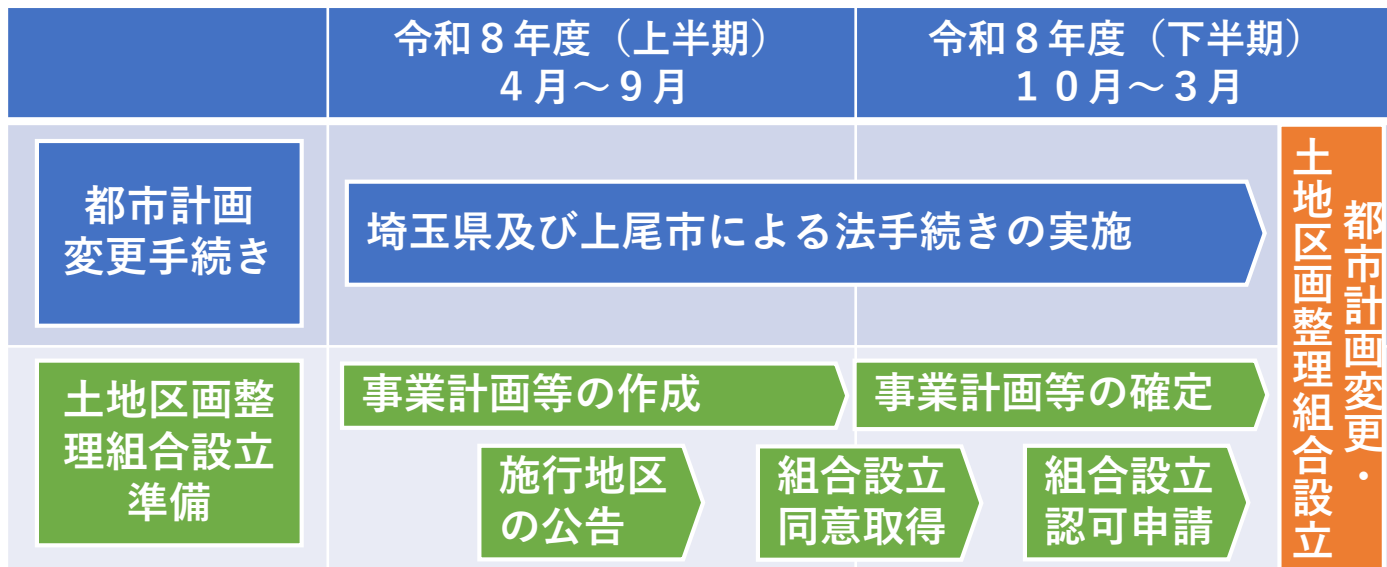 令和８年度（上半期）
４月～９月
令和８年度（下半期）
１０月～３月
都市計画
変更手続き
埼玉県及び上尾市による法手続きの実施
土地区画整
理組合設立
準備
事業計画等の作成
事業計画等の確定
施行地区
の公告
組合設立
同意取得
組合設立
認可申請
都市計画変更・
土地区画整理組合設立